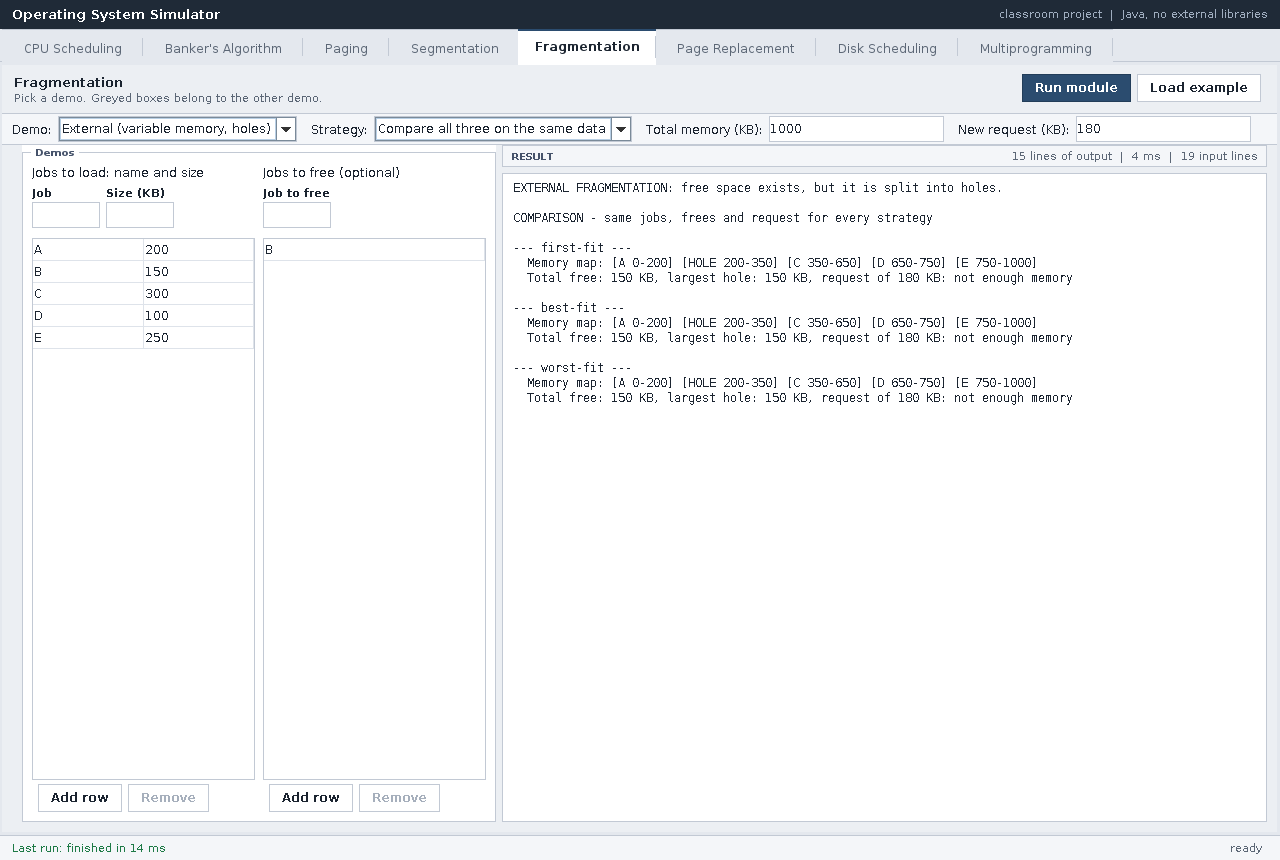 Operating System Simulator
classroom project | Java, no external libraries
CPU Scheduling
Banker's Algorithm
Paging
Segmentation
Fragmentation
Page Replacement
Disk Scheduling
Multiprogramming
Fragmentation
Pick a demo. Greyed boxes belong to the other demo.
Run module
Load example
Demo: External (variable memory, holes)
Strategy: Compare all three on the same data
Total memory (KB): 1000
New request (KB): 180
Demos
Jobs to load: name and size
Job Size (KB)
A 200
B 150
C 300
D 100
E 250
Add row
Remove
Jobs to free (optional)
Job to free
B
Add row
Remove
RESULT
15 lines of output | 4 ms | 19 input lines
EXTERNAL FRAGMENTATION: free space exists, but it is split into holes.
COMPARISON - same jobs, frees and request for every strategy
--- first-fit ---
Memory map: [A 0-200] [HOLE 200-350] [C 350-650] [D 650-750] [E 750-1000]
Total free: 150 KB, largest hole: 150 KB, request of 180 KB: not enough memory
--- best-fit ---
Memory map: [A 0-200] [HOLE 200-350] [C 350-650] [D 650-750] [E 750-1000]
Total free: 150 KB, largest hole: 150 KB, request of 180 KB: not enough memory
--- worst-fit ---
Memory map: [A 0-200] [HOLE 200-350] [C 350-650] [D 650-750] [E 750-1000]
Total free: 150 KB, largest hole: 150 KB, request of 180 KB: not enough memory
Last run: finished in 14 ms
ready